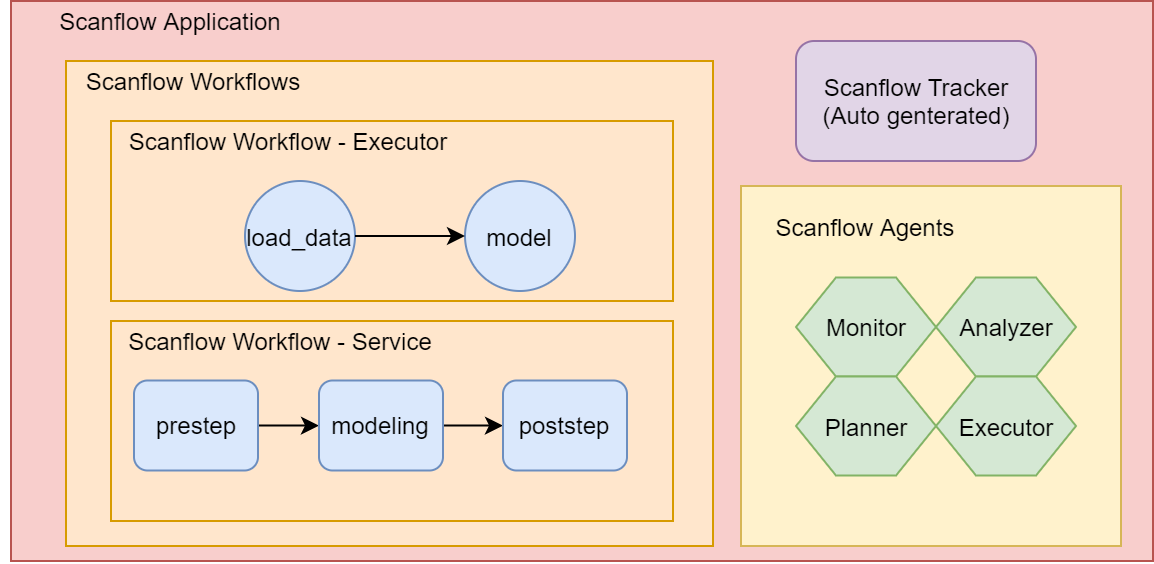 Scanflow Application
Scanflow Workflows
Scanflow Workflow - Executor
load_data
model
Scanflow Workflow - Service
prestep
modeling
poststep
Scanflow Tracker
(Auto genterated)
Scanflow Agents
Monitor
Analyzer
Planner
Executor